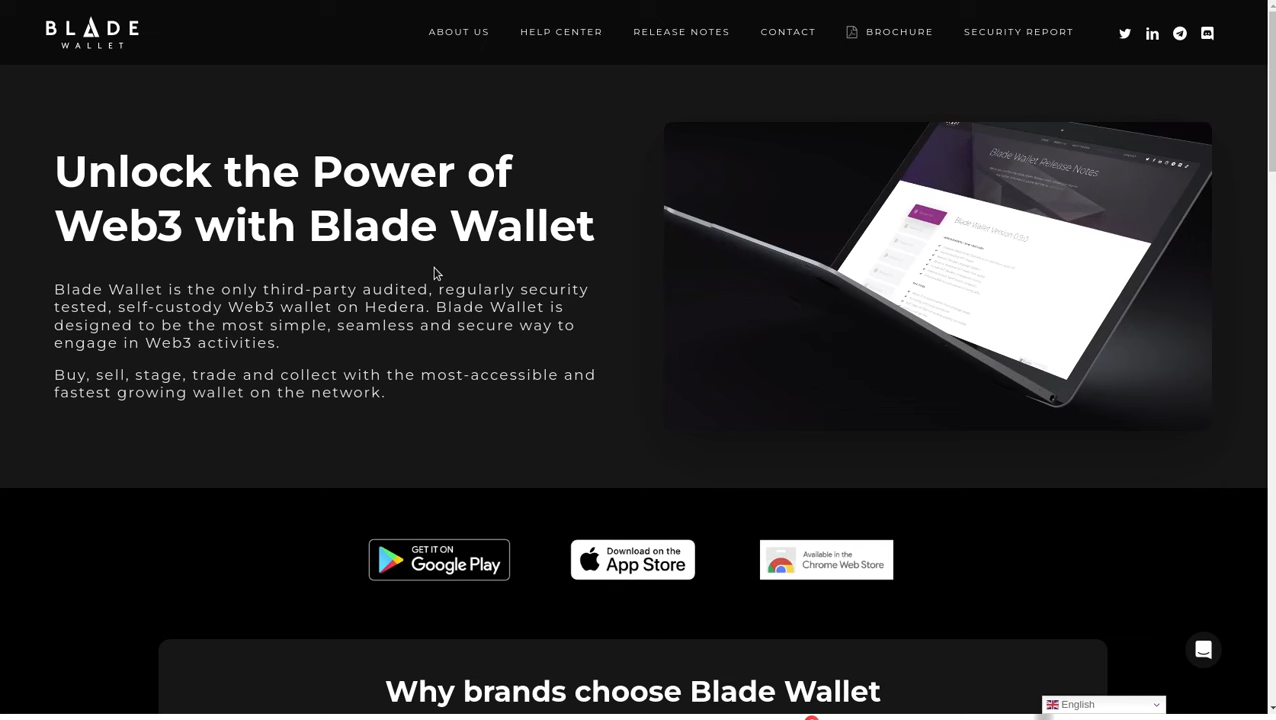 BLADE
WALLET
ABOUT US
HELP CENTER
RELEASE NOTES
CONTACT
BROCHURE
SECURITY REPORT
Unlock the Power of
Web3 with Blade Wallet
Blade Wallet is the only third-party audited, regularly security
tested, self-custody Web3 wallet on Hedera. Blade Wallet is
designed to be the most simple, seamless and secure way to
engage in Web3 activities.
Buy, sell, stage, trade and collect with the most-accessible and
fastest growing wallet on the network.
Blade Wallet Release Notes
Blade Wallet Version 0.9.0
GET IT ON
Google Play
Download on the
App Store
Available in the
Chrome Web Store
Why brands choose Blade Wallet
English